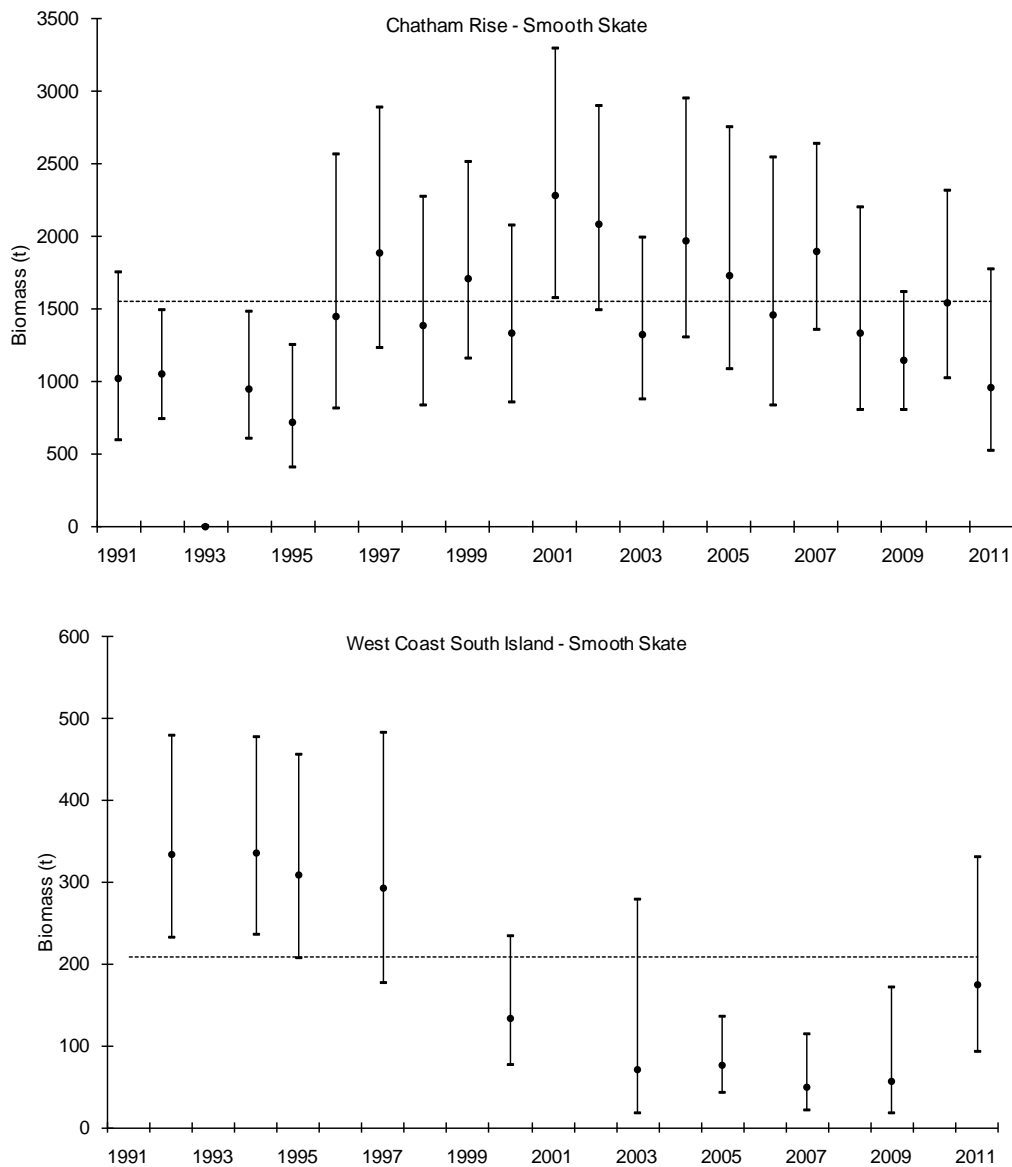 Chatham Rise - Smooth Skate
3500
3000
2500
2000
1500
1000
500
0
Biomass (t)
1991 1993 1995 1997 1999 2001 2003 2005 2007 2009 2011
West Coast South Island - Smooth Skate
600
500
400
300
200
100
0
Biomass (t)
1991 1993 1995 1997 1999 2001 2003 2005 2007 2009 2011